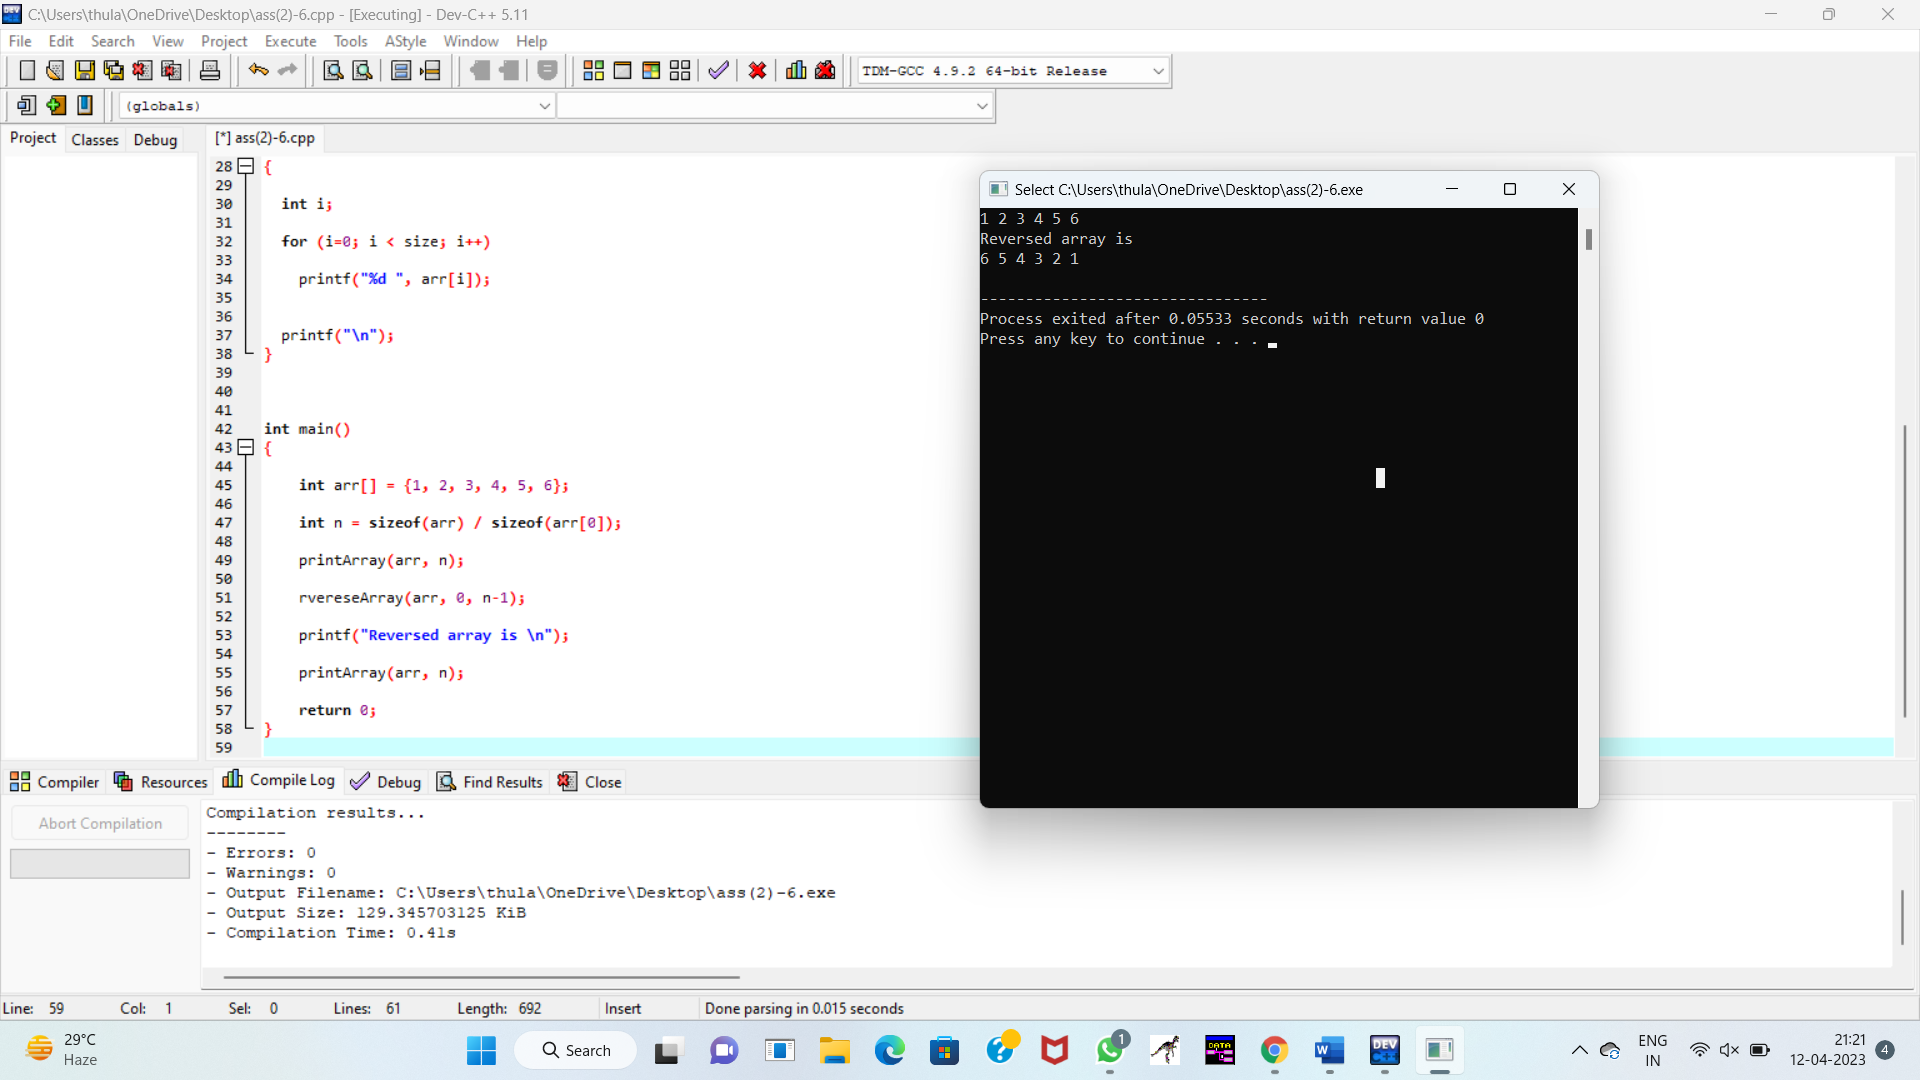 C:\Users\thula\OneDrive\Desktop\ass(2)-6.cpp - [Executing] - Dev-C++ 5.11
File Edit Search View Project Execute Tools AStyle Window Help
TDM-GCC 4.9.2 64-bit Release
(globals)
Project Classes Debug
[*] ass(2)-6.cpp
28 {
29
30 int i;
31
32 for (i=0; i < size; i++)
33
34 printf("%d ", arr[i]);
35
36
37 printf("\n");
38 }
39
40
41
42 int main()
43 {
44
45 int arr[] = {1, 2, 3, 4, 5, 6};
46
47 int n = sizeof(arr) / sizeof(arr[0]);
48
49 printArray(arr, n);
50
51 rvereseArray(arr, 0, n-1);
52
53 printf("Reversed array is \n");
54
55 printArray(arr, n);
56
57 return 0;
58 }
59
Select C:\Users\thula\OneDrive\Desktop\ass(2)-6.exe
1 2 3 4 5 6
Reversed array is
6 5 4 3 2 1
--------------------------------
Process exited after 0.05533 seconds with return value 0
Press any key to continue . . .
Compiler Resources Compile Log Debug Find Results Close
Abort Compilation
Compilation results...
--------
- Errors: 0
- Warnings: 0
- Output Filename: C:\Users\thula\OneDrive\Desktop\ass(2)-6.exe
- Output Size: 129.345703125 KiB
- Compilation Time: 0.41s
Line: 59 Col: 1 Sel: 0 Lines: 61 Length: 692 Insert Done parsing in 0.015 seconds
29°C
Haze
Search
1
DATA
DEV
C++
ENG
IN
21:21
12-04-2023
4